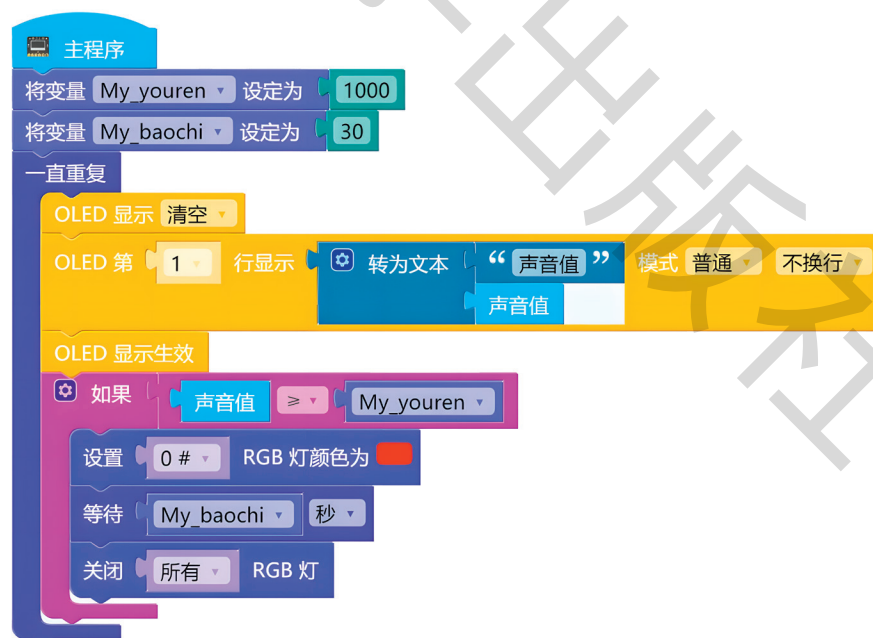 主程序
将变量 My_youren 设定为 1000
将变量 My_baochi 设定为 30
一直重复
OLED 显示 清空
OLED 第 1 行显示 转为文本 “ 声音值 ” 模式 普通 不换行
声音值
OLED 显示生效
如果 声音值 ≥ My_youren
设置 0 # RGB 灯颜色为
等待 My_baochi 秒
关闭 所有 RGB 灯
出版社